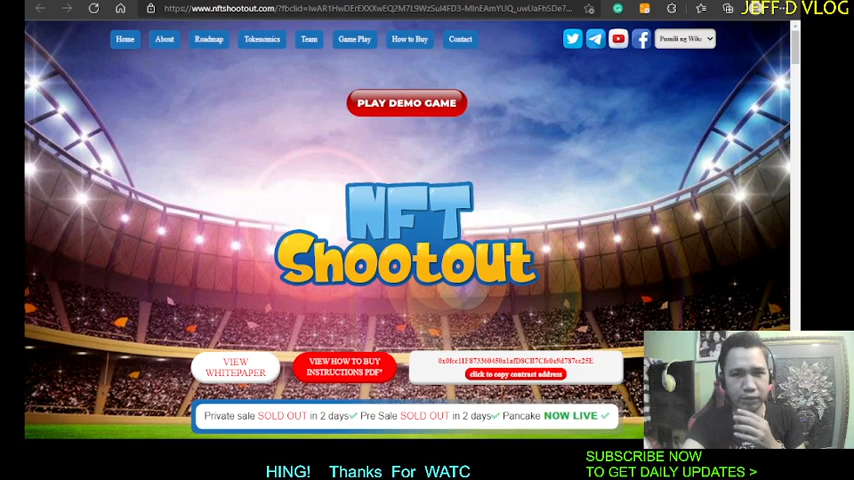 JEFF D VLOG
Home
About
Roadmap
Tokenomics
Team
Game Play
How to Buy
Contact
PLAY DEMO GAME
NFT
Shootout
VIEW
WHITEPAPER
VIEW HOW TO BUY
INSTRUCTIONS PDF*
click to copy contract address
Private sale SOLD OUT in 2 days✓ Pre Sale SOLD OUT in 2 days✓ Pancake NOW LIVE ✓
SUBSCRIBE NOW
HING! Thanks For WATC
TO GET DAILY UPDATES >